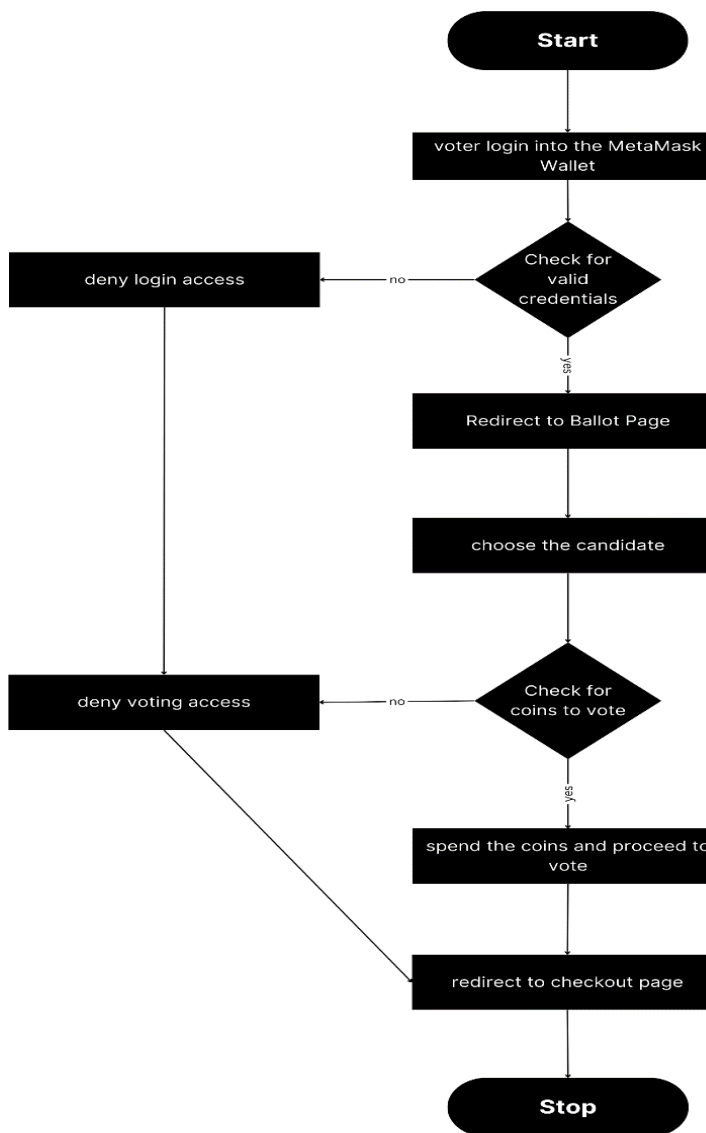 Start
voter login into the MetaMask
Wallet
Check for
valid
credentials
no
deny login access
yes
Redirect to Ballot Page
choose the candidate
Check for
coins to vote
no
deny voting access
yes
spend the coins and proceed to
vote
redirect to checkout page
Stop